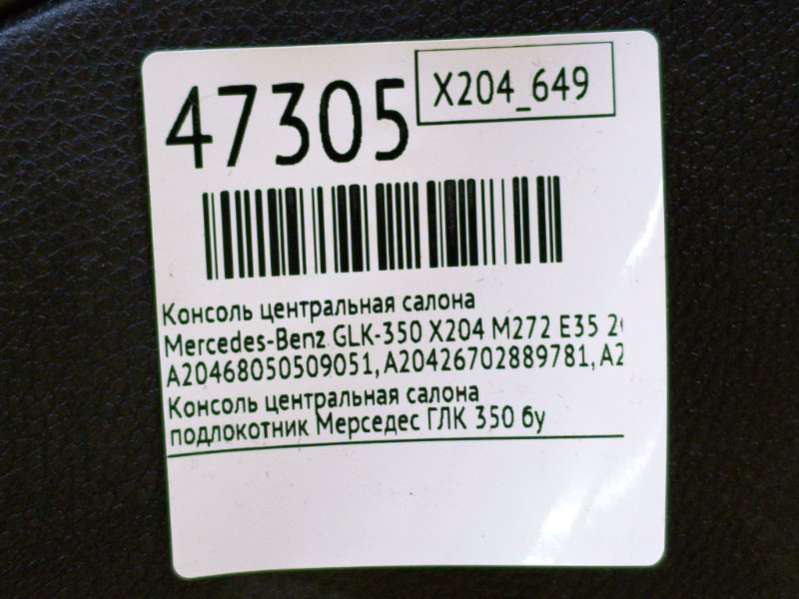 47305
X204_649
Консоль центральная салона
Mercedes-Benz GLK-350 X204 M272 E35
A20468050509051, A20426702889781, A2
Консоль центральная салона
подлокотник Мерседес ГЛК 350 бу